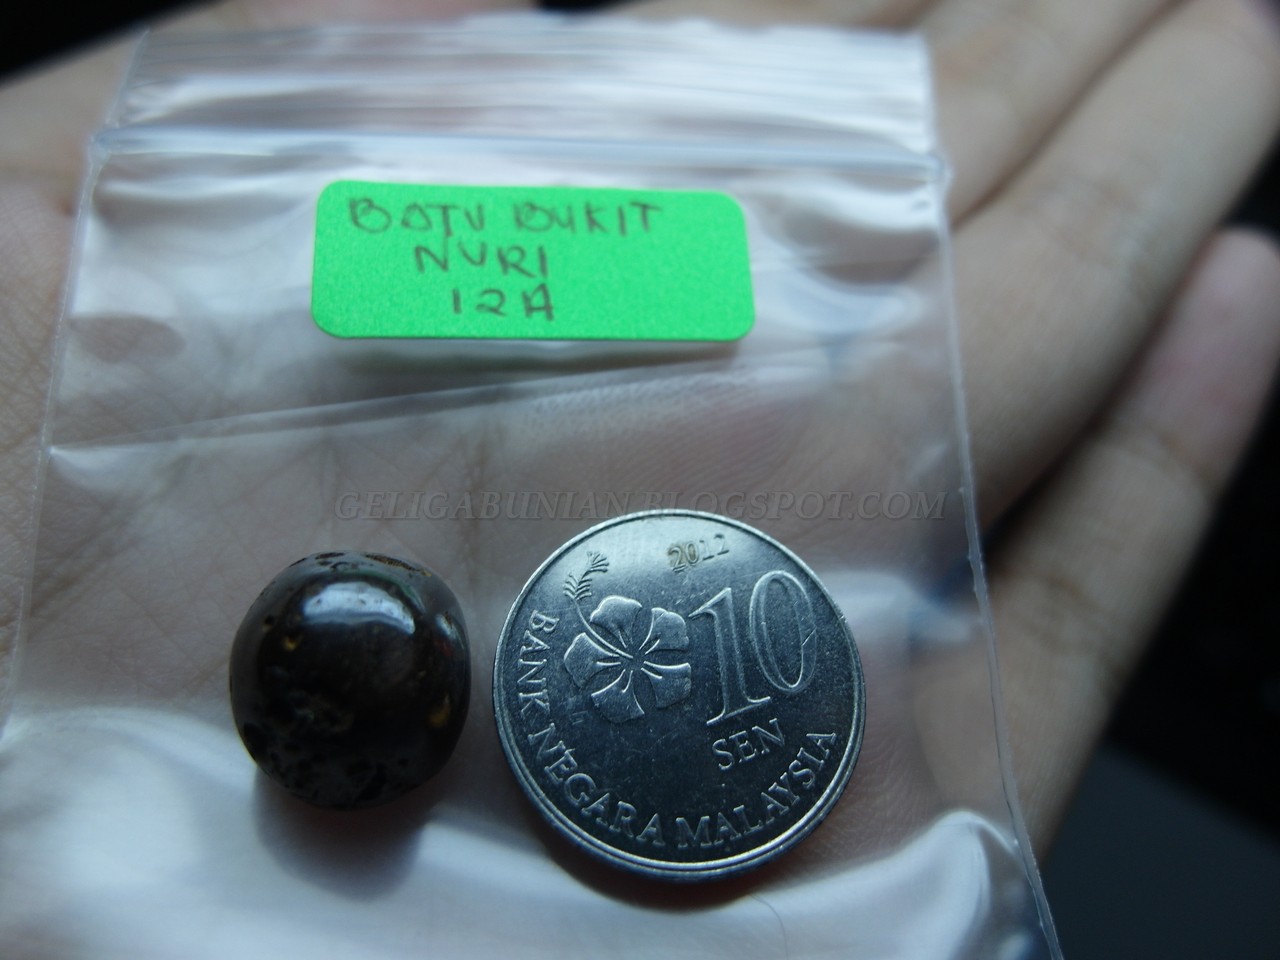 BATU BUKIT
NURI
12A
GELIGABUNIAN.BLOGSPOT.COM
2012
10
SEN
BANK NEGARA MALAYSIA